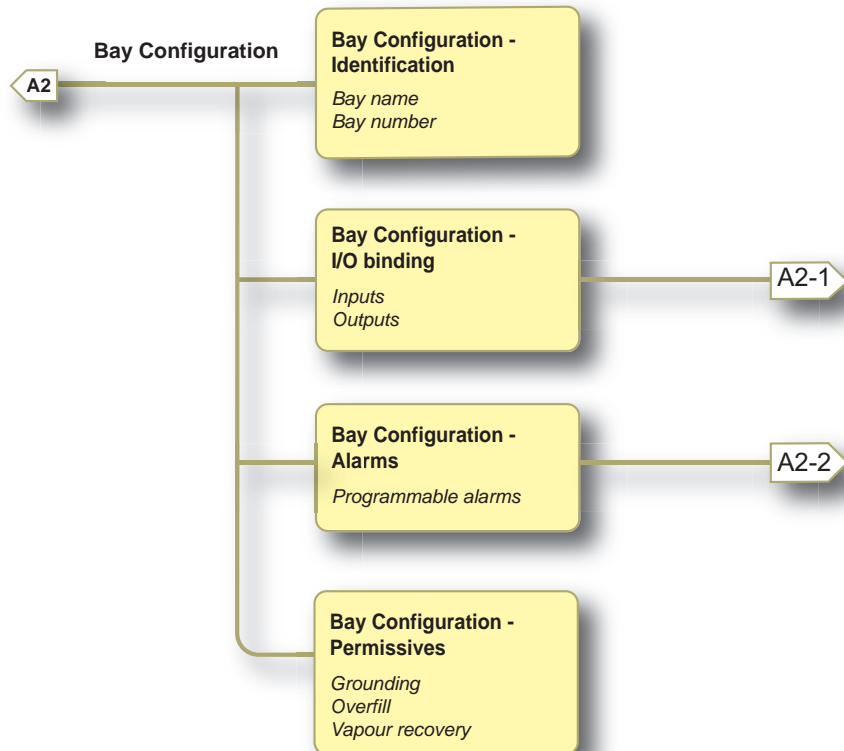 Bay Configuration
A2
Bay Configuration -
Identification
Bay name
Bay number
Bay Configuration -
I/O binding
Inputs
Outputs
A2-1
Bay Configuration -
Alarms
Programmable alarms
A2-2
Bay Configuration -
Permissives
Grounding
Overfill
Vapour recovery